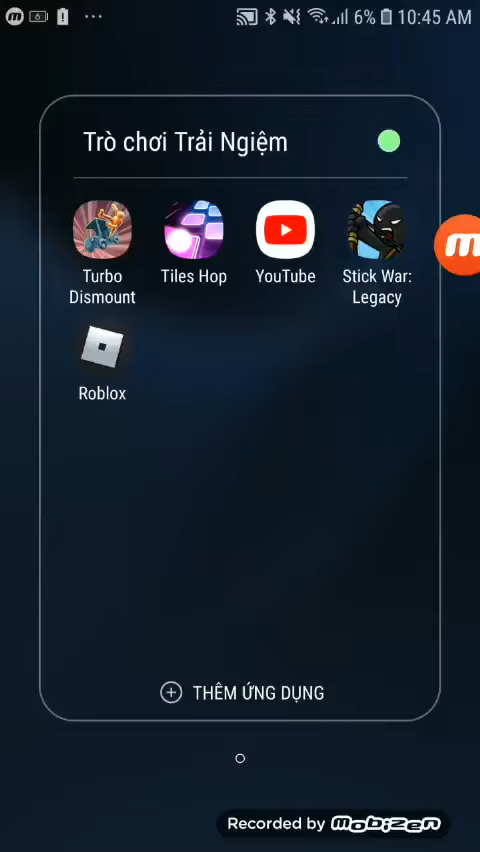 6% 10:45 AM
Trò chơi Trải Ngiệm
Turbo Dismount
Tiles Hop
YouTube
Stick War: Legacy
Roblox
THÊM ỨNG DỤNG
Recorded by mobizen